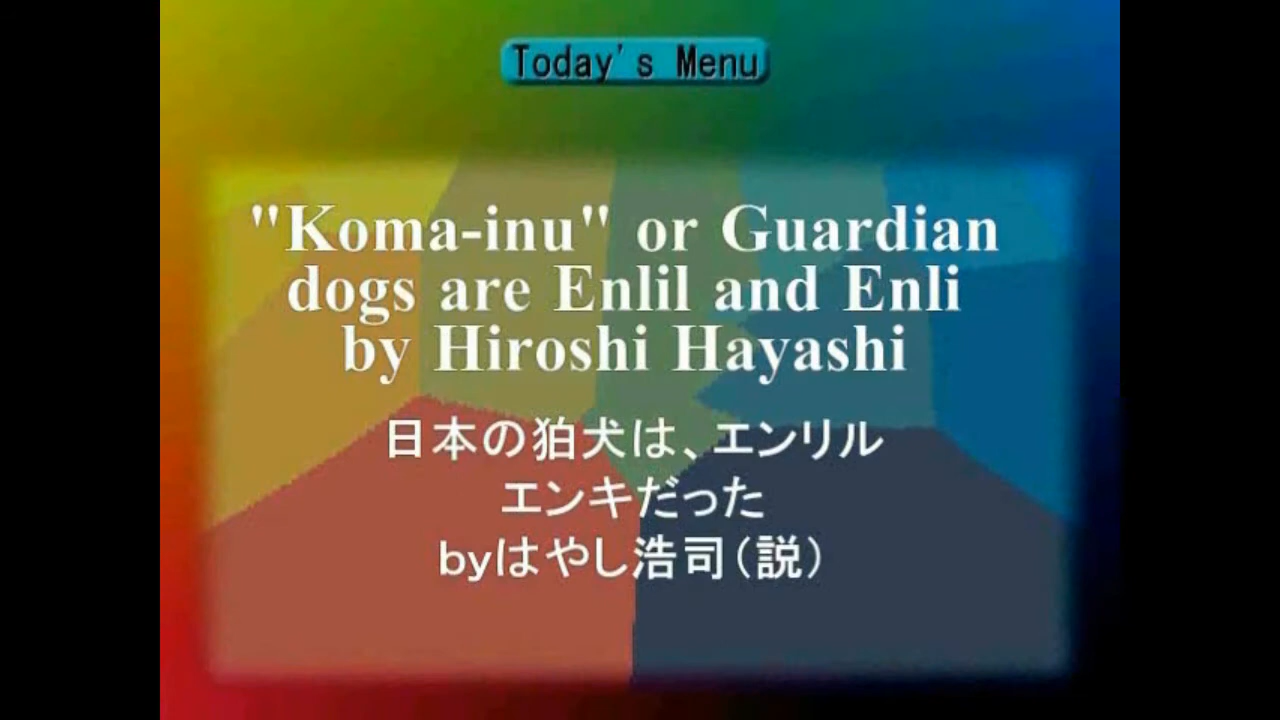 Today's Menu
"Koma-inu" or Guardian
dogs are Enlil and Enli
by Hiroshi Hayashi
日本の狛犬は、エンリル
エンキだった
byはやし浩司(説)